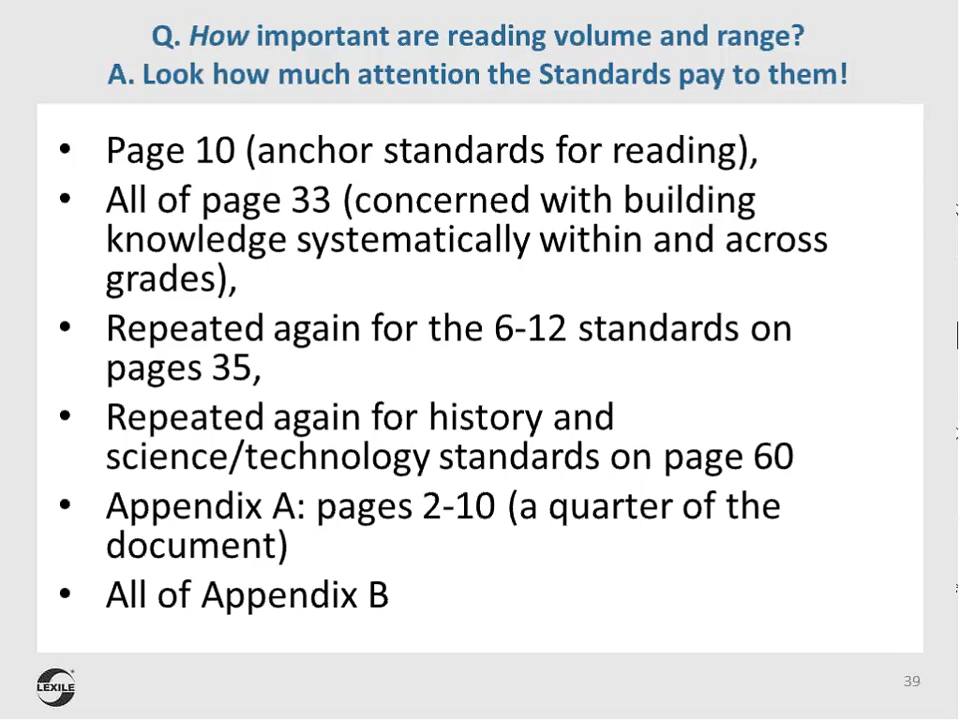 Q. How important are reading volume and range?
A. Look how much attention the Standards pay to them!
• Page 10 (anchor standards for reading),
• All of page 33 (concerned with building
knowledge systematically within and across
grades),
• Repeated again for the 6-12 standards on
pages 35,
• Repeated again for history and
science/technology standards on page 60
• Appendix A: pages 2-10 (a quarter of the
document)
• All of Appendix B
LEXILE
39